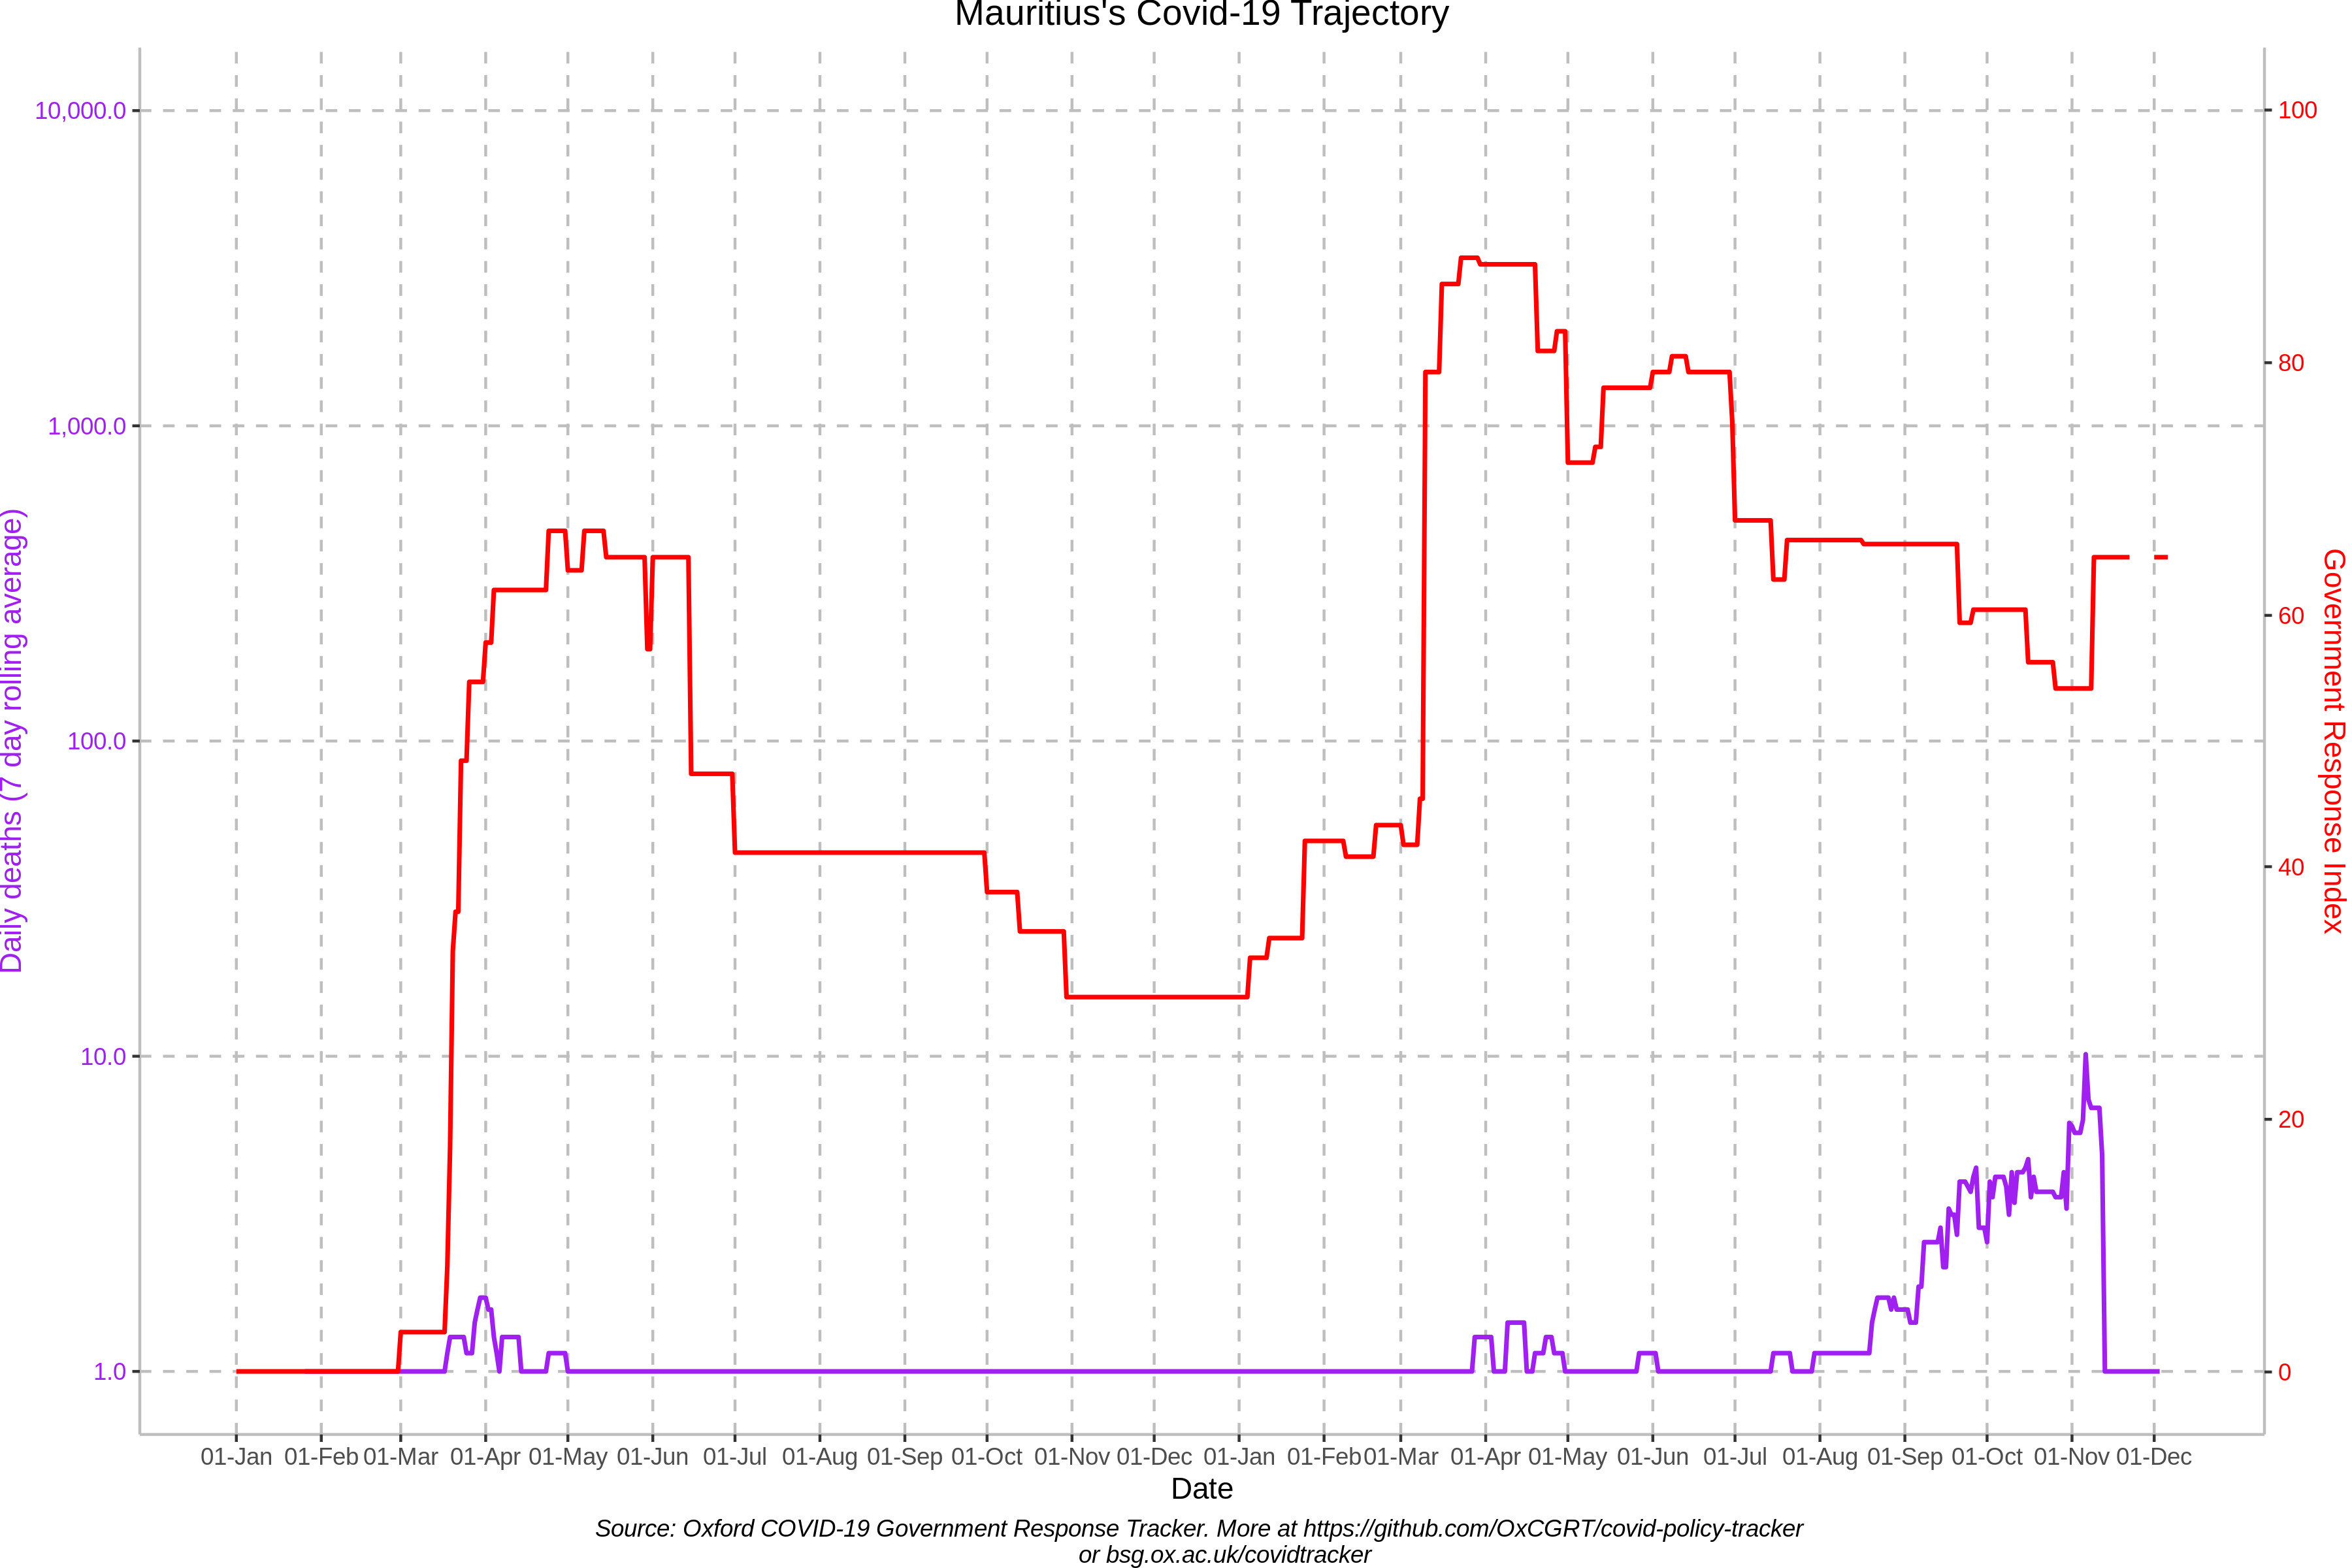 Mauritius's Covid-19 Trajectory
10,000.0
1,000.0
100.0
10.0
1.0
Daily deaths (7 day rolling average)
100
80
60
40
20
0
Government Response Index
01-Jan 01-Feb 01-Mar 01-Apr 01-May 01-Jun 01-Jul 01-Aug 01-Sep 01-Oct 01-Nov 01-Dec 01-Jan 01-Feb 01-Mar 01-Apr 01-May 01-Jun 01-Jul 01-Aug 01-Sep 01-Oct 01-Nov 01-Dec
Date
Source: Oxford COVID-19 Government Response Tracker. More at https://github.com/OxCGRT/covid-policy-tracker
or bsg.ox.ac.uk/covidtracker